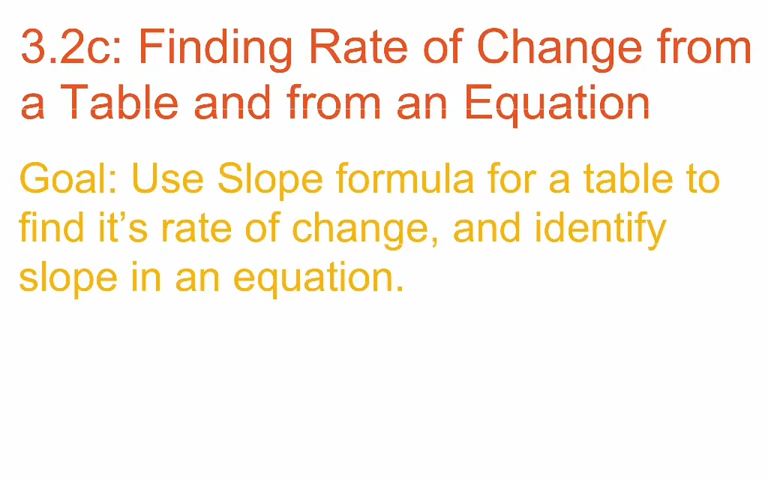 3.2c: Finding Rate of Change from
a Table and from an Equation
Goal: Use Slope formula for a table to
find it’s rate of change, and identify
slope in an equation.